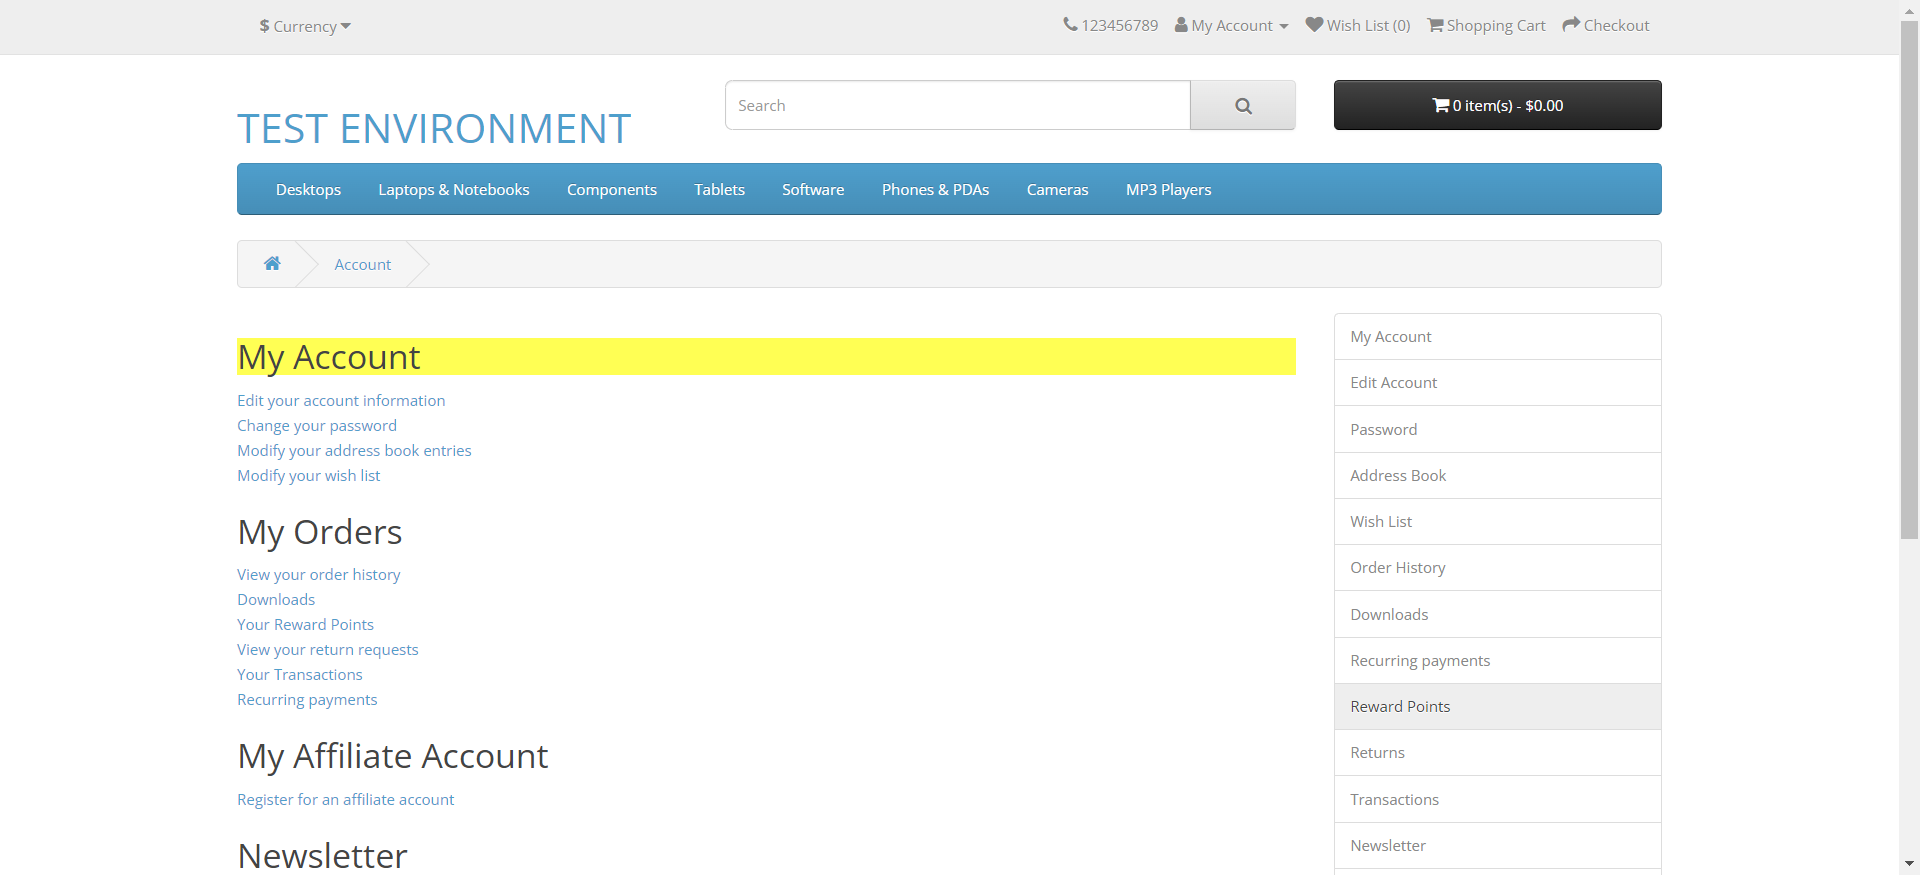 $ Currency
123456789 My Account Wish List (0) Shopping Cart Checkout
TEST ENVIRONMENT
Search
0 item(s) - $0.00
Desktops Laptops & Notebooks Components Tablets Software Phones & PDAs Cameras MP3 Players
Account
My Account
Edit your account information
Change your password
Modify your address book entries
Modify your wish list
My Orders
View your order history
Downloads
Your Reward Points
View your return requests
Your Transactions
Recurring payments
My Affiliate Account
Register for an affiliate account
Newsletter
My Account
Edit Account
Password
Address Book
Wish List
Order History
Downloads
Recurring payments
Reward Points
Returns
Transactions
Newsletter